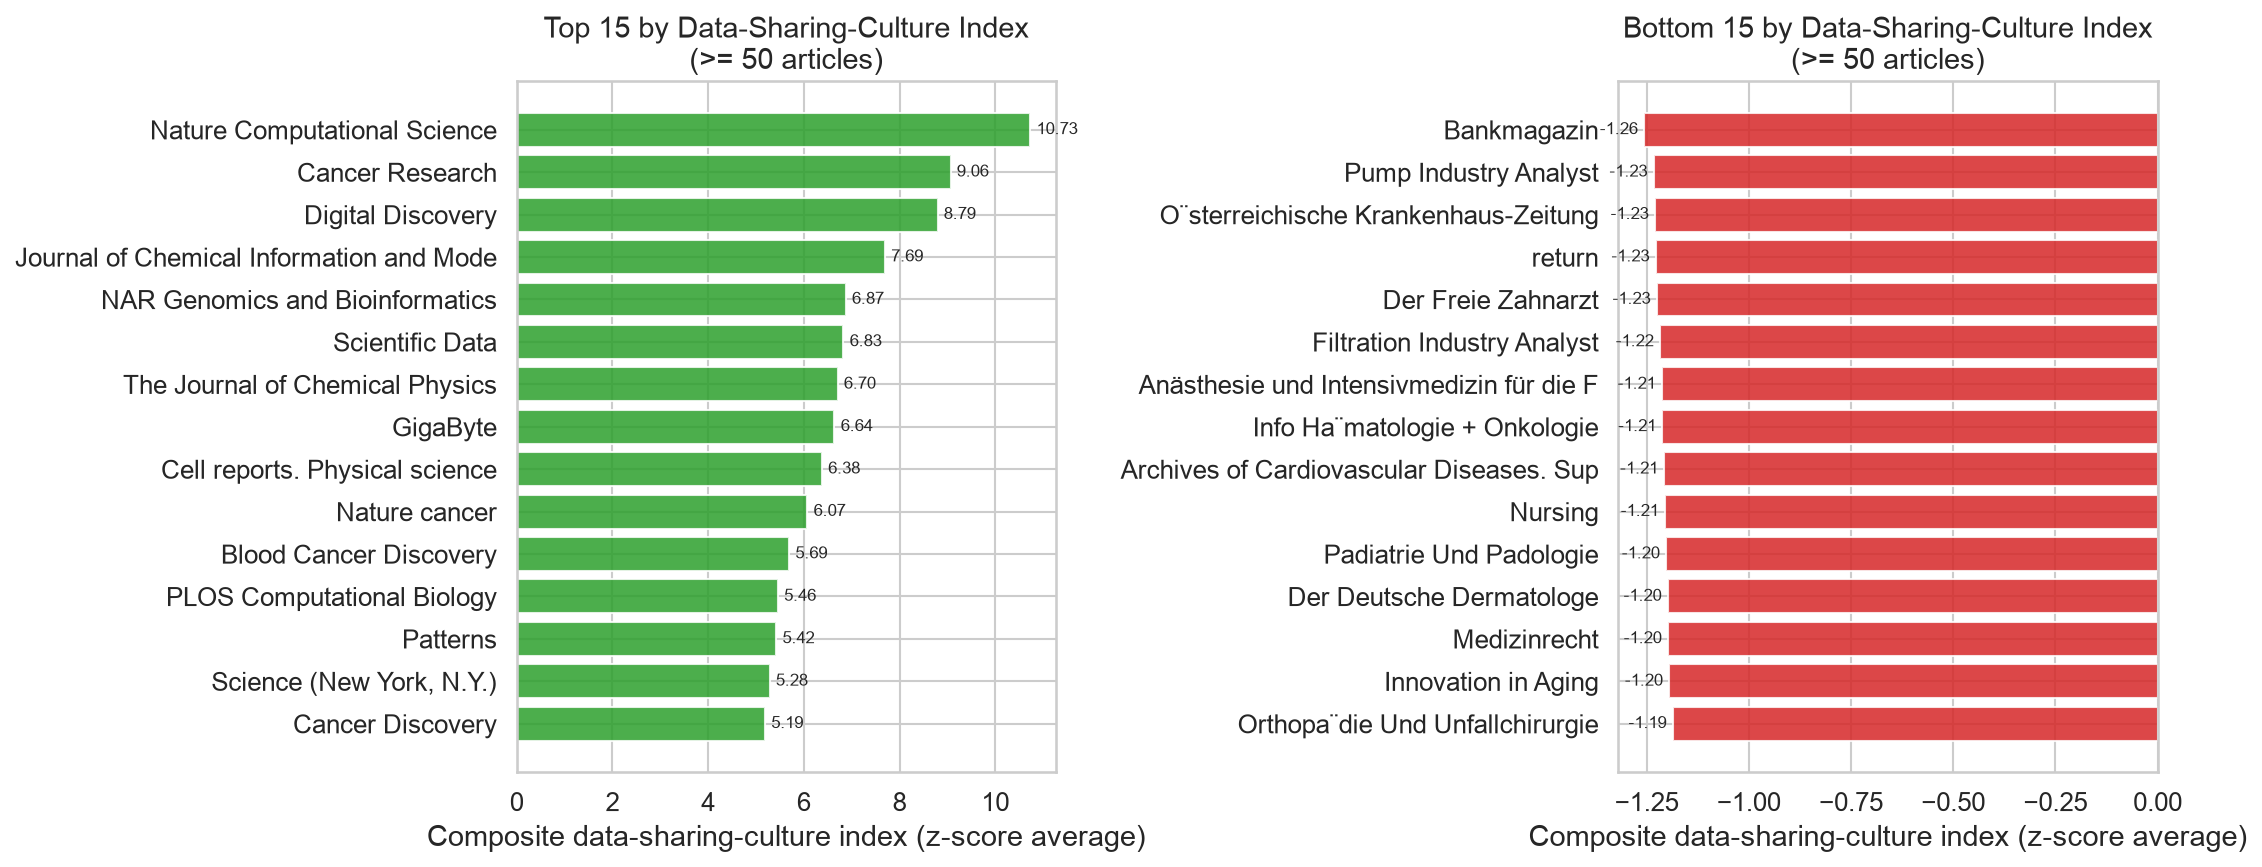 Top 15 by Data-Sharing-Culture Index
(>= 50 articles)
Nature Computational Science 10.73
Cancer Research 9.06
Digital Discovery 8.79
Journal of Chemical Information and Mode 7.69
NAR Genomics and Bioinformatics 6.87
Scientific Data 6.83
The Journal of Chemical Physics 6.70
GigaByte 6.64
Cell reports. Physical science 6.38
Nature cancer 6.07
Blood Cancer Discovery 5.69
PLOS Computational Biology 5.46
Patterns 5.42
Science (New York, N.Y.) 5.28
Cancer Discovery 5.19
0 2 4 6 8 10
Composite data-sharing-culture index (z-score average)
Bottom 15 by Data-Sharing-Culture Index
(>= 50 articles)
Bankmagazin -1.26
Pump Industry Analyst -1.23
O¨sterreichische Krankenhaus-Zeitung -1.23
return -1.23
Der Freie Zahnarzt -1.23
Filtration Industry Analyst -1.22
Anästhesie und Intensivmedizin für die F -1.21
Info Ha¨matologie + Onkologie -1.21
Archives of Cardiovascular Diseases. Sup -1.21
Nursing -1.21
Padiatrie Und Padologie -1.20
Der Deutsche Dermatologe -1.20
Medizinrecht -1.20
Innovation in Aging -1.20
Orthopa¨die Und Unfallchirurgie -1.19
−1.25 −1.00 −0.75 −0.50 −0.25 0.00
Composite data-sharing-culture index (z-score average)